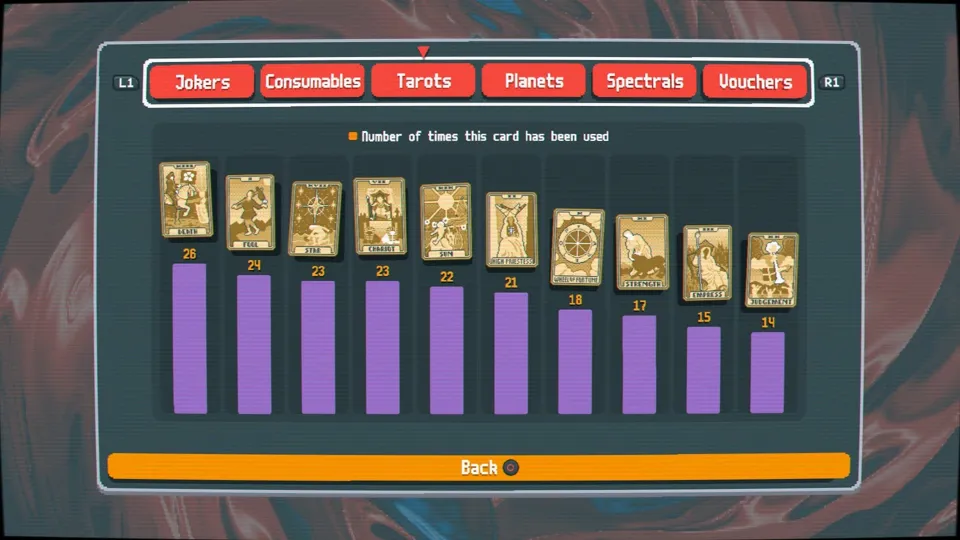 L1 Jokers Consumables Tarots Planets Spectrals Vouchers R1
Number of times this card has been used
DEATH
FOOL
STAR
CHARIOT
SUN
HIGH PRIESTESS
WHEEL OF FORTUNE
STRENGTH
EMPRESS
JUDGEMENT
26 24 23 23 22 21 18 17 15 14
Back